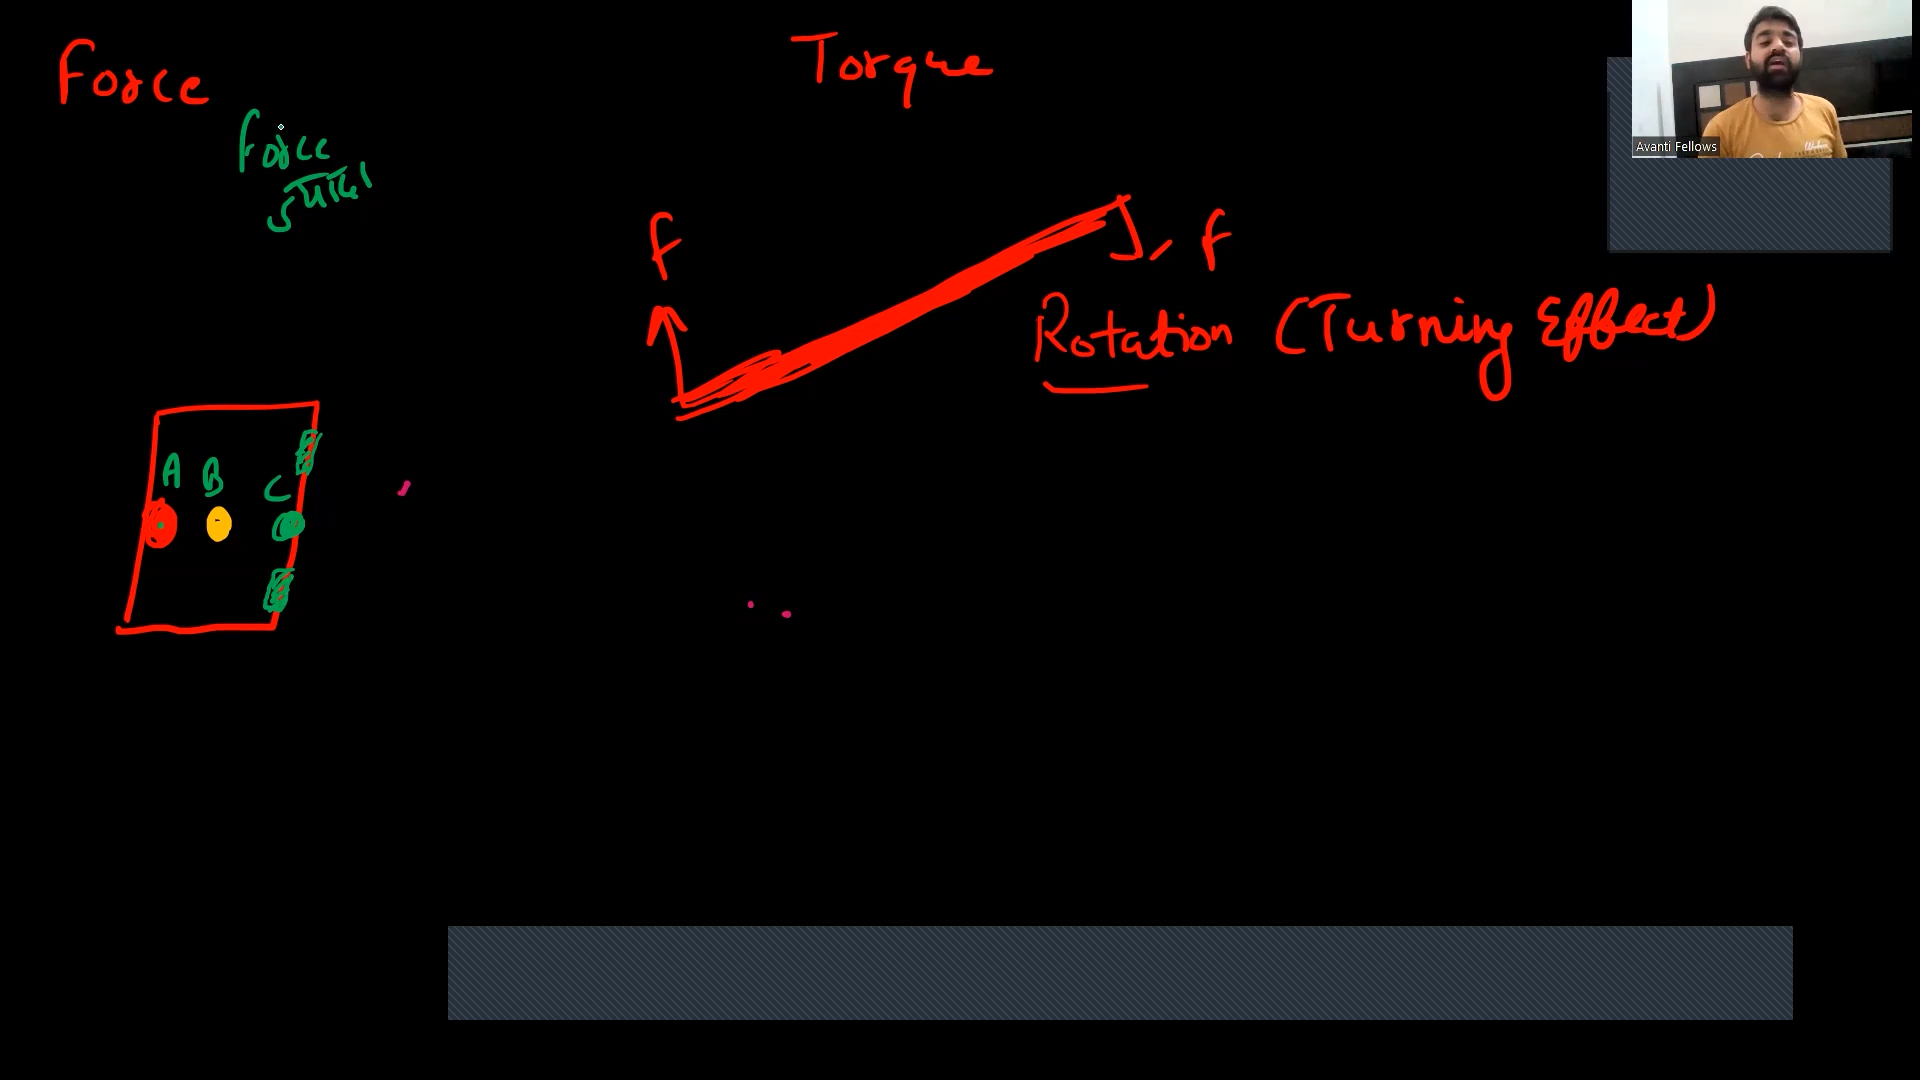 Force
Torque
Force
F
F
Rotation (Turning Effect)
A B C
Avanti Fellows